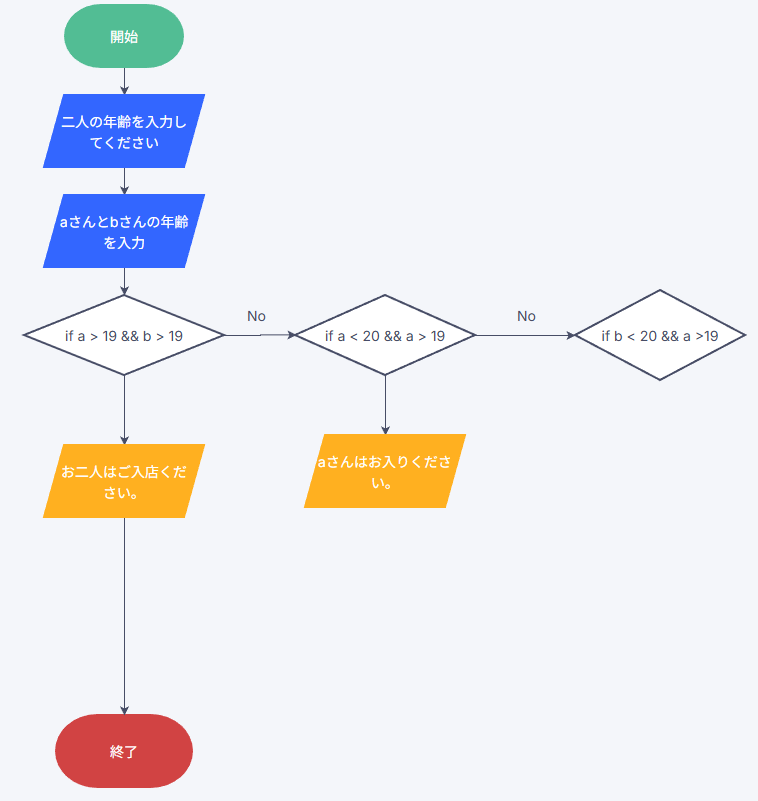 開始
二人の年齢を入力し
てください
aさんとbさんの年齢
を入力
if a > 19 && b > 19
No
if a < 20 && a > 19
No
if b < 20 && a >19
お二人はご入店くだ
さい。
aさんはお入りくださ
い。
終了